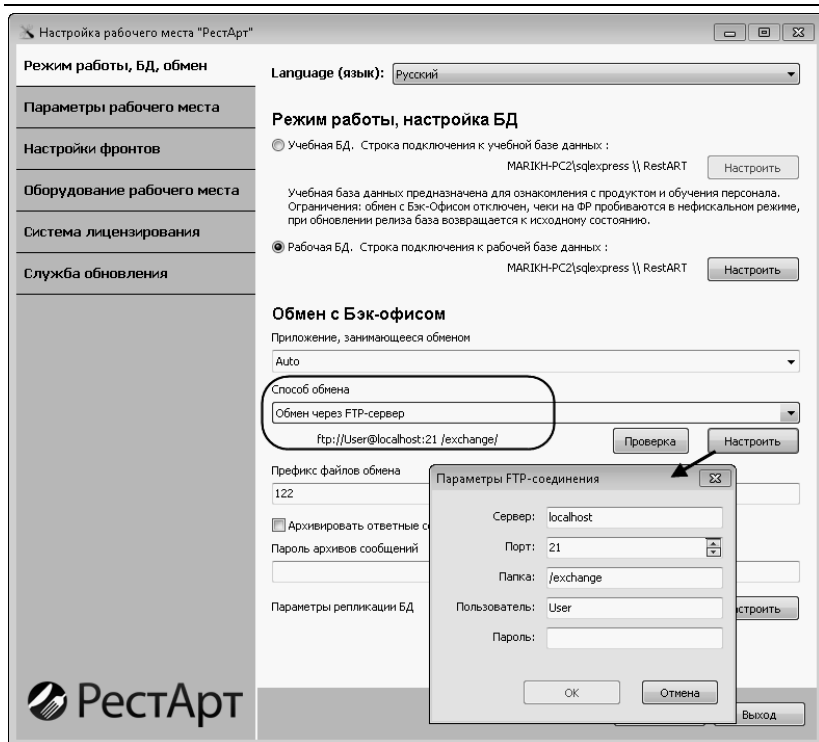 Настройка рабочего места "РестАрт"
Режим работы, БД, обмен
Параметры рабочего места
Настройки фронтов
Оборудование рабочего места
Система лицензирования
Служба обновления
Language (язык): Русский
Режим работы, настройка БД
Учебная БД. Строка подключения к учебной базе данных :
MARIKH-PC2\sqlexpress \\ RestART
Настроить
Учебная база данных предназначена для ознакомления с продуктом и обучения персонала.
Ограничения: обмен с Бэк-Офисом отключен, чеки на ФР пробиваются в нефискальном режиме,
при обновлении релиза база возвращается к исходному состоянию.
Рабочая БД. Строка подключения к рабочей базе данных :
MARIKH-PC2\sqlexpress \\ RestART
Настроить
Обмен с Бэк-офисом
Приложение, занимающееся обменом
Auto
Способ обмена
Обмен через FTP-сервер
ftp://User@localhost:21 /exchange/
Проверка
Настроить
Префикс файлов обмена
122
Архивировать ответные
Пароль архивов сообщений
Параметры репликации БД
Параметры FTP-соединения
Сервер: localhost
Порт: 21
Папка: /exchange
Пользователь: User
Пароль:
OK
Отмена
Выход
РестАрт